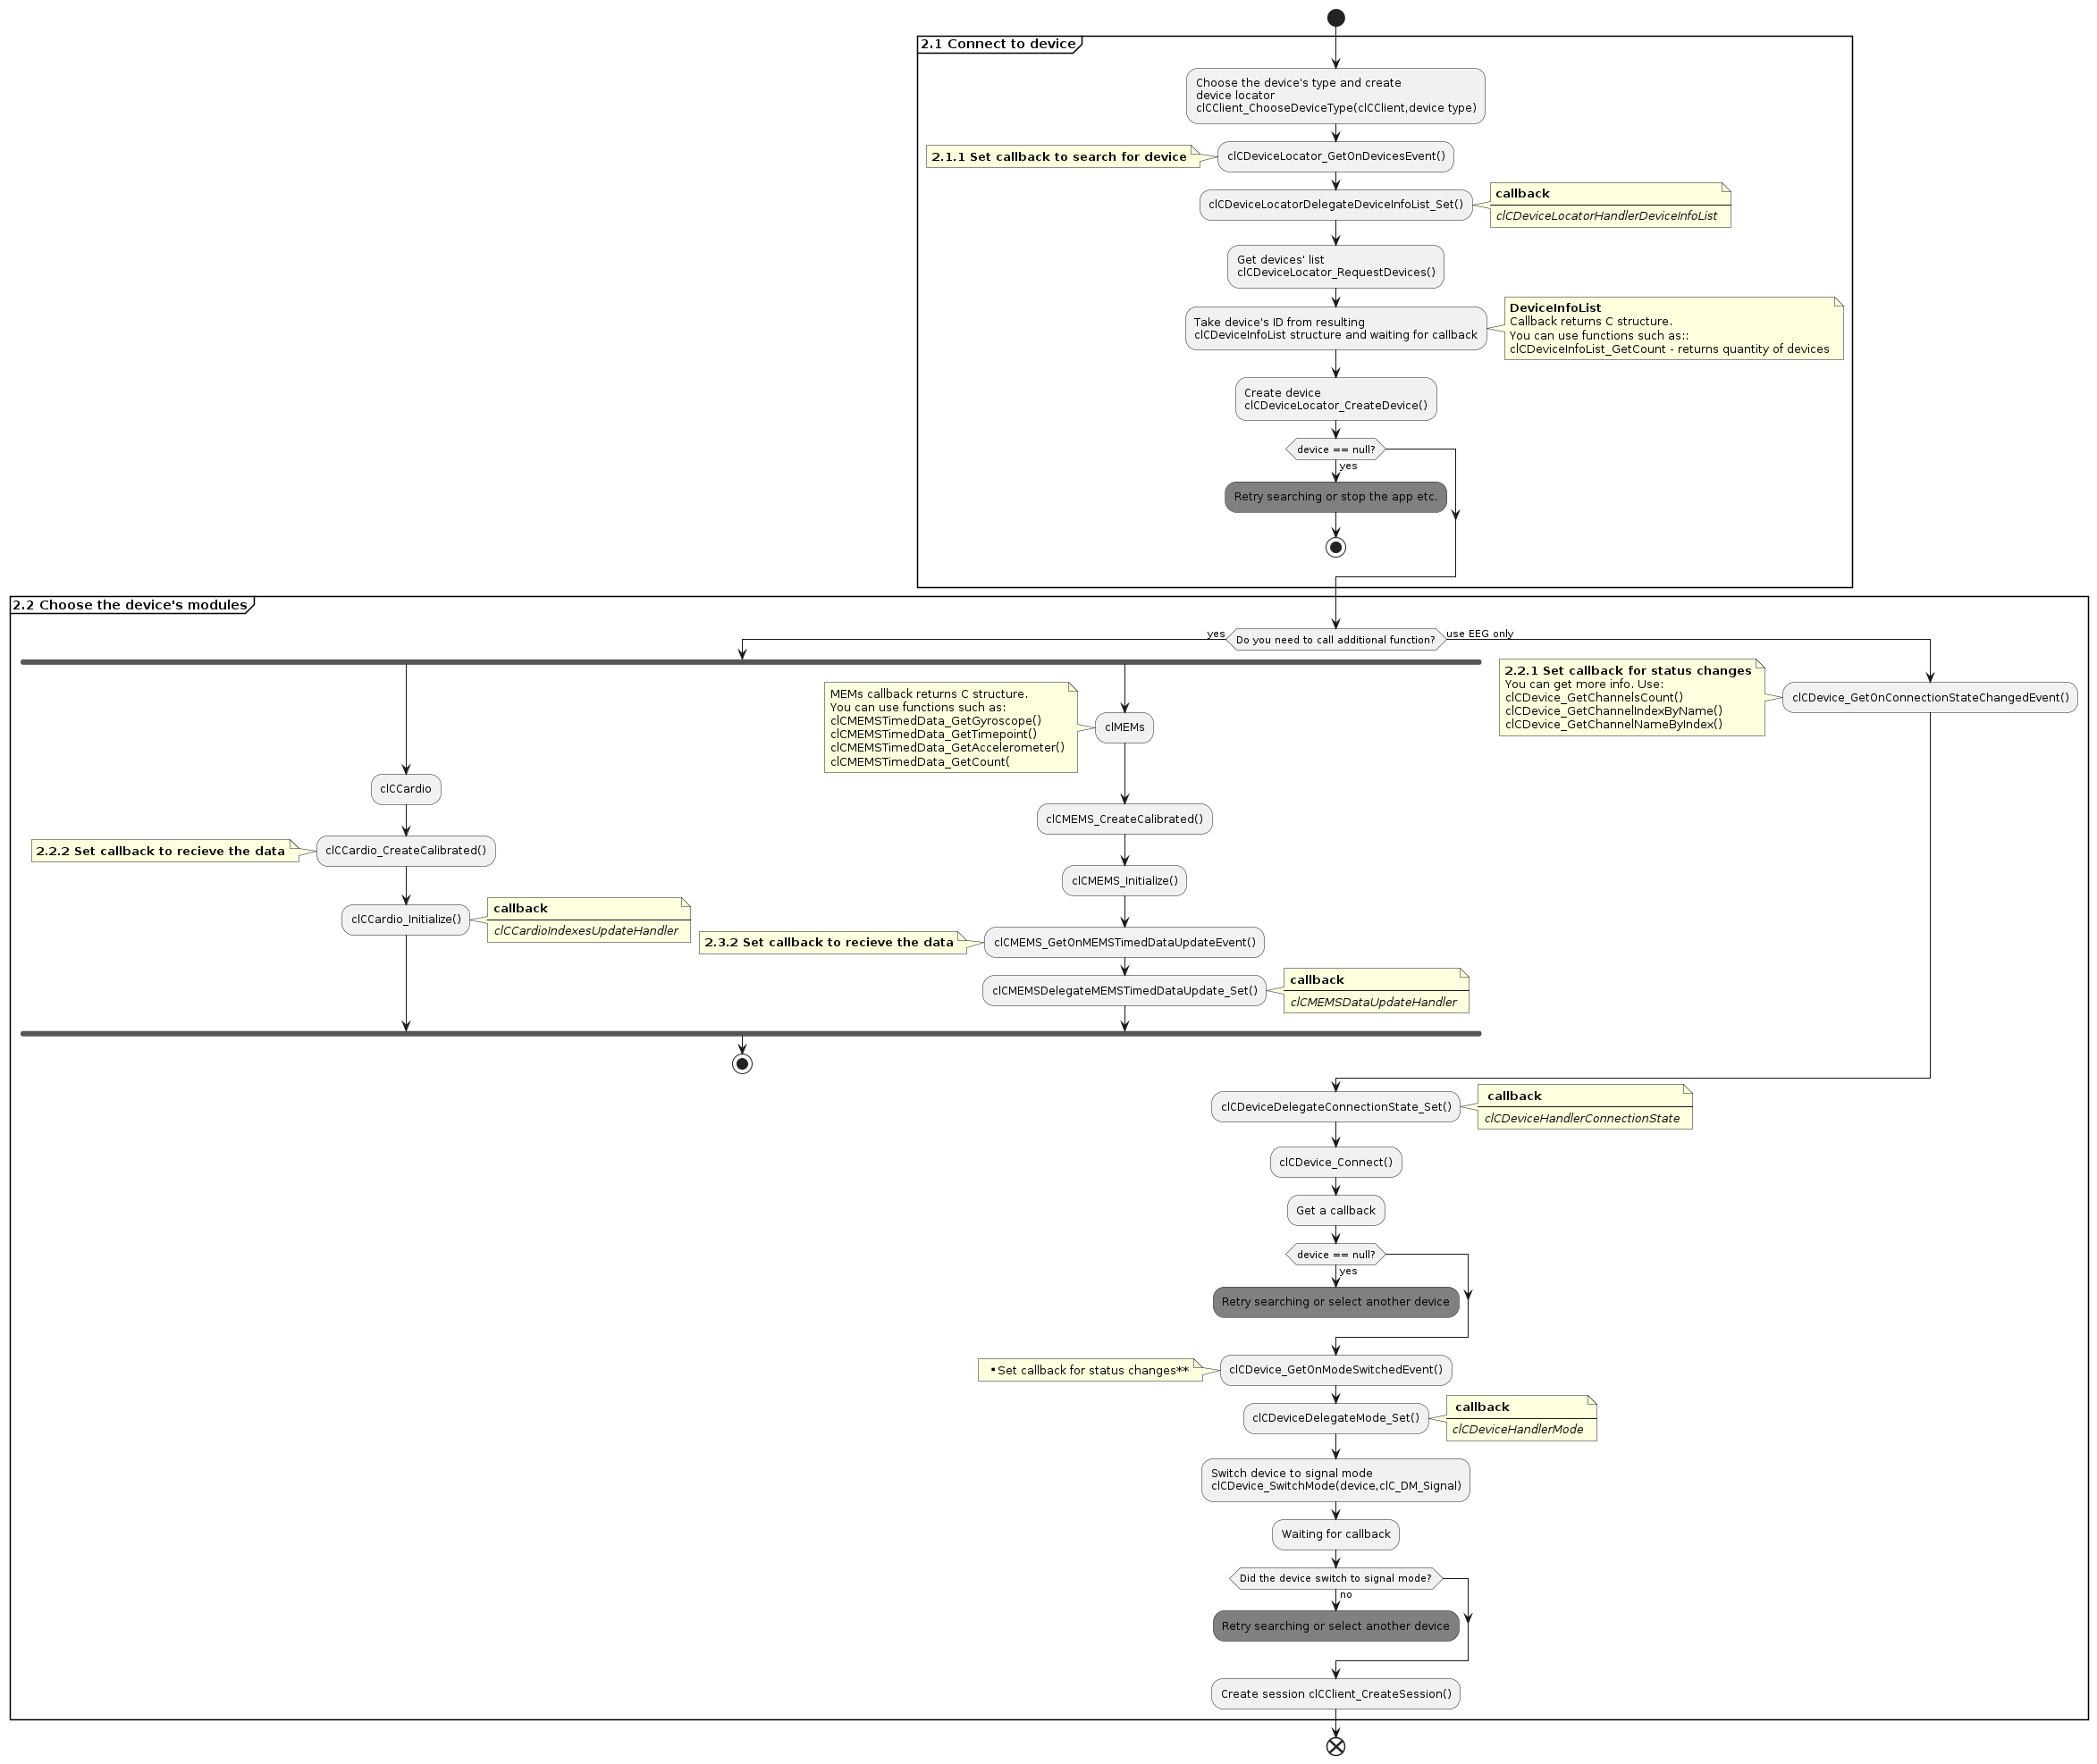 2.1 Connect to device
Choose the device's type and create
device locator
clCClient_ChooseDeviceType(clCClient,device type)
2.1.1 Set callback to search for device
clCDeviceLocator_GetOnDevicesEvent()
clCDeviceLocatorDelegateDeviceInfoList_Set()
callback
clCDeviceLocatorHandlerDeviceInfoList
Get devices' list
clCDeviceLocator_RequestDevices()
Take device's ID from resulting
clCDeviceInfoList structure and waiting for callback
DeviceInfoList
Callback returns C structure.
You can use functions such as::
clCDeviceInfoList_GetCount - returns quantity of devices
Create device
clCDeviceLocator_CreateDevice()
device == null?
yes
Retry searching or stop the app etc.
2.2 Choose the device's modules
yes
Do you need to call additional function?
use EEG only
clCCardio
2.2.2 Set callback to recieve the data
clCCardio_CreateCalibrated()
clCCardio_Initialize()
callback
clCCardioIndexesUpdateHandler
MEMs callback returns C structure.
You can use functions such as:
clCMEMSTimedData_GetGyroscope()
clCMEMSTimedData_GetTimepoint()
clCMEMSTimedData_GetAccelerometer()
clCMEMSTimedData_GetCount(
clMEMs
clCMEMS_CreateCalibrated()
clCMEMS_Initialize()
2.3.2 Set callback to recieve the data
clCMEMS_GetOnMEMSTimedDataUpdateEvent()
clCMEMSDelegateMEMSTimedDataUpdate_Set()
callback
clCMEMSDataUpdateHandler
2.2.1 Set callback for status changes
You can get more info. Use:
clCDevice_GetChannelsCount()
clCDevice_GetChannelIndexByName()
clCDevice_GetChannelNameByIndex()
clCDevice_GetOnConnectionStateChangedEvent()
clCDeviceDelegateConnectionState_Set()
callback
clCDeviceHandlerConnectionState
clCDevice_Connect()
Get a callback
device == null?
yes
Retry searching or select another device
• Set callback for status changes**
clCDevice_GetOnModeSwitchedEvent()
clCDeviceDelegateMode_Set()
callback
clCDeviceHandlerMode
Switch device to signal mode
clCDevice_SwitchMode(device,clC_DM_Signal)
Waiting for callback
Did the device switch to signal mode?
no
Retry searching or select another device
Create session clCClient_CreateSession()